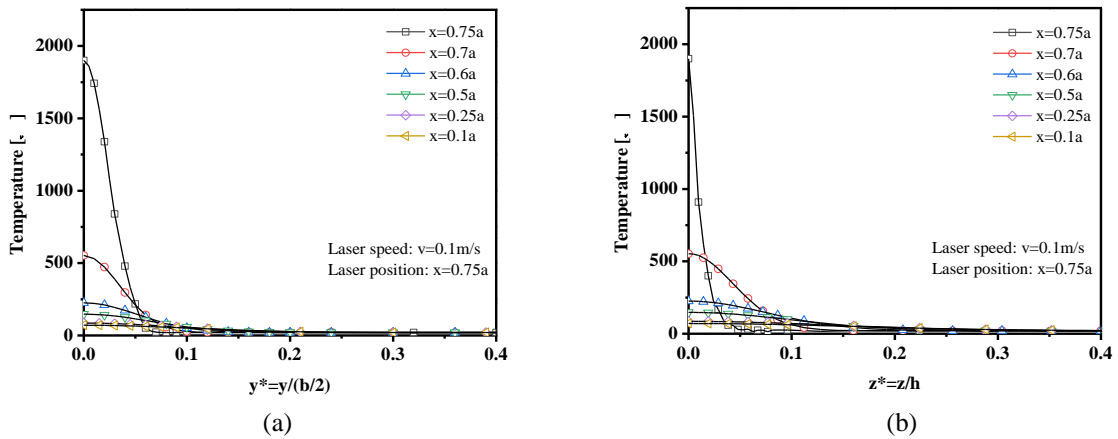 2000
1500
1000
500
0
Temperature [。]
x=0.75a
x=0.7a
x=0.6a
x=0.5a
x=0.25a
x=0.1a
Laser speed: v=0.1m/s
Laser position: x=0.75a
0.0 0.1 0.2 0.3 0.4
y*=y/(b/2)
(a)
2000
1500
1000
500
0
Temperature [。]
x=0.75a
x=0.7a
x=0.6a
x=0.5a
x=0.25a
x=0.1a
Laser speed: v=0.1m/s
Laser position: x=0.75a
0.0 0.1 0.2 0.3 0.4
z*=z/h
(b)